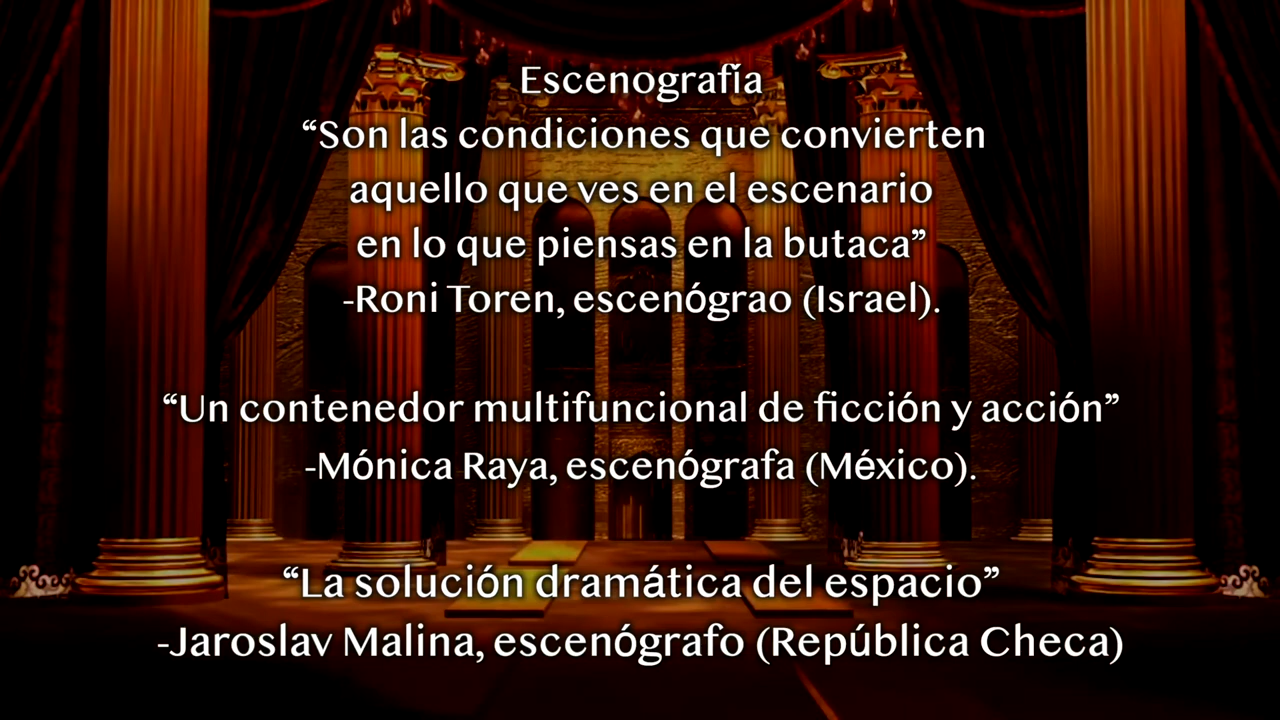 Escenografía
“Son las condiciones que convierten
aquello que ves en el escenario
en lo que piensas en la butaca”
-Roni Toren, escenógrao (Israel).
“Un contenedor multifuncional de ficción y acción”
-Mónica Raya, escenógrafa (México).
“La solución dramática del espacio”
-Jaroslav Malina, escenógrafo (República Checa)